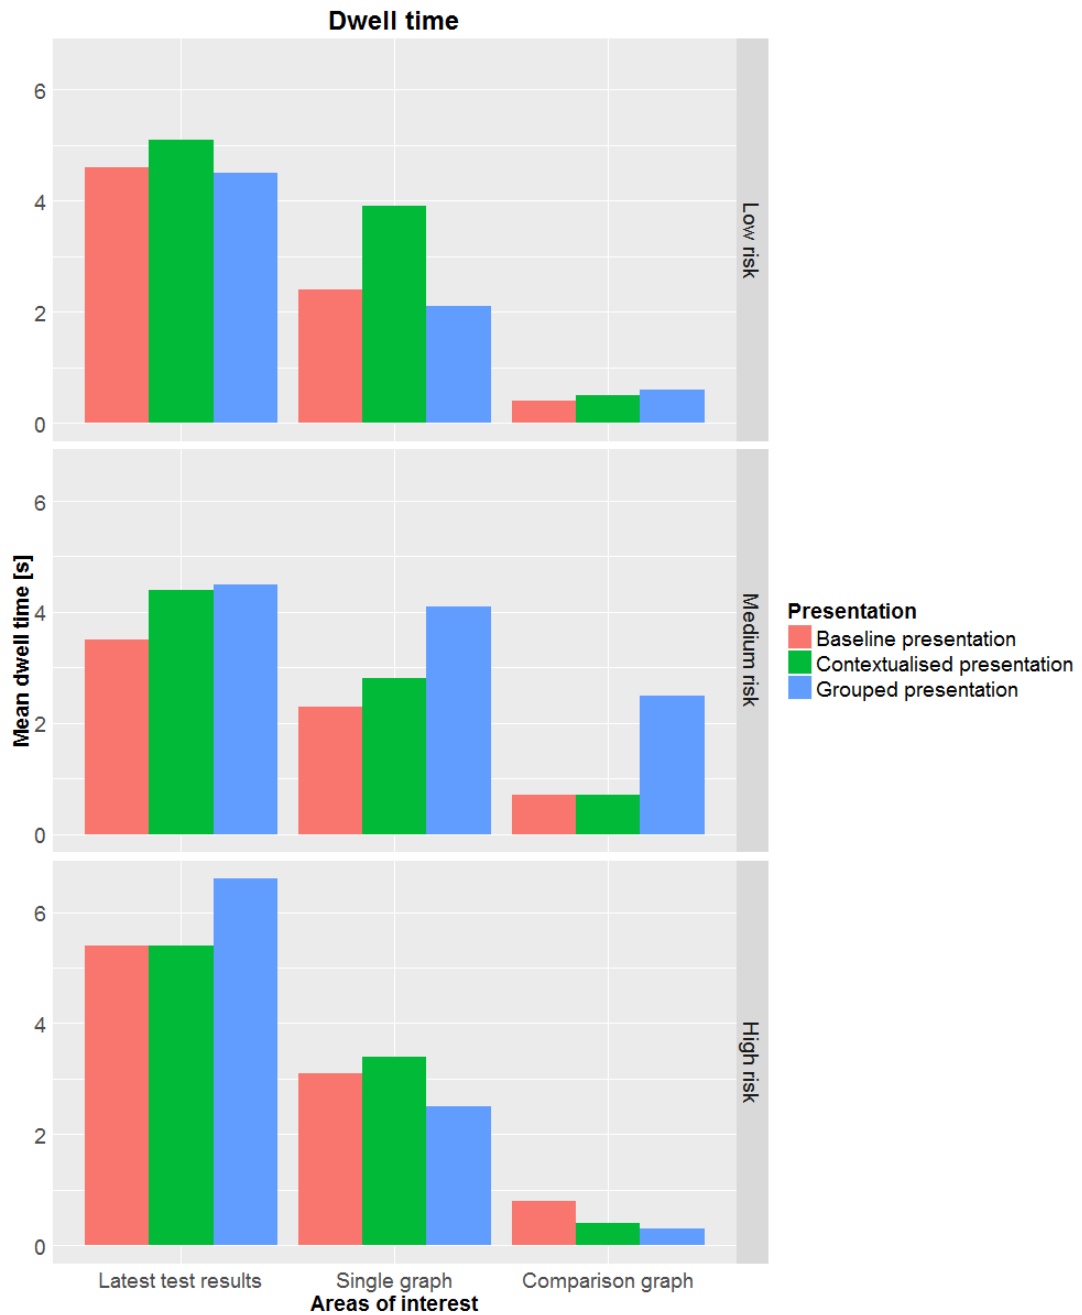 Dwell time
6
4
2
0
Low risk
6
4
2
0
Medium risk
6
4
2
0
High risk
Mean dwell time [s]
Latest test results
Single graph
Comparison graph
Areas of interest
Presentation
Baseline presentation
Contextualised presentation
Grouped presentation